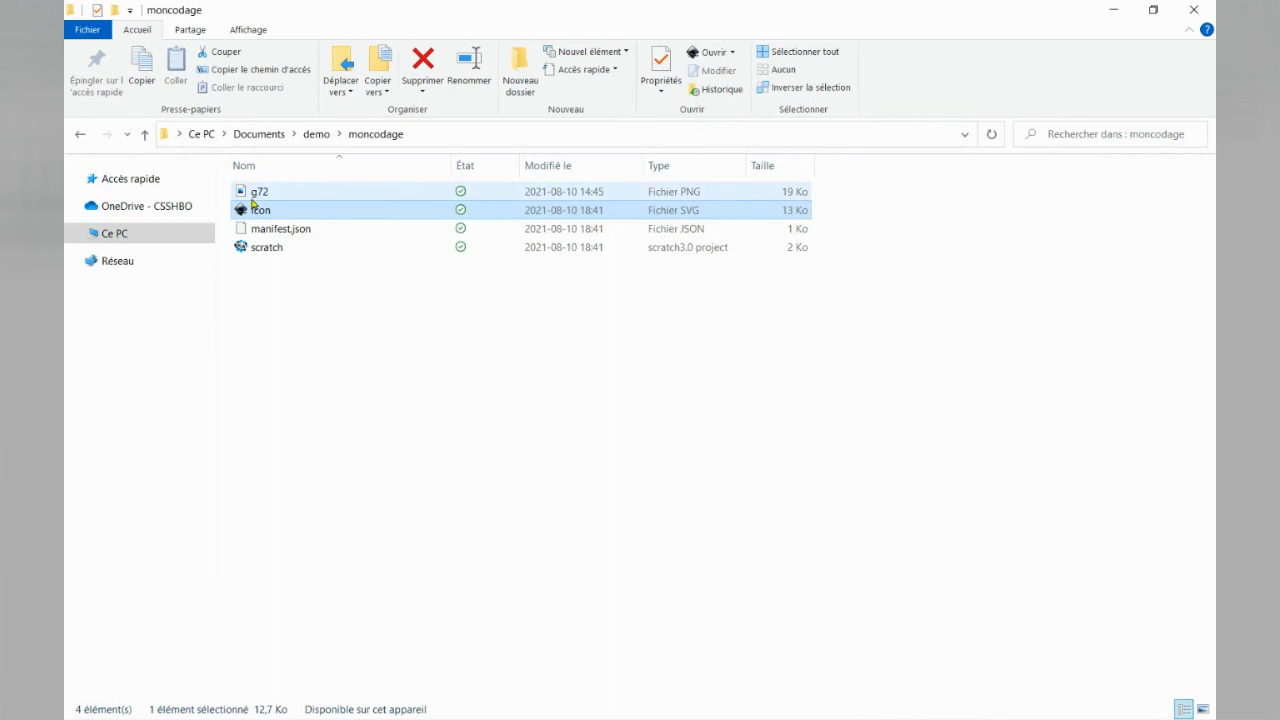 moncodage
Fichier Accueil Partage Affichage
Épingler sur l'accès rapide
Copier
Coller
Couper
Copier le chemin d'accès
Coller le raccourci
Presse-papiers
Déplacer vers
Copier vers
Supprimer
Renommer
Organiser
Nouveau dossier
Nouvel élément
Accès rapide
Nouveau
Propriétés
Ouvrir
Modifier
Historique
Ouvrir
Sélectionner tout
Aucun
Inverser la sélection
Sélectionner
Ce PC > Documents > demo > moncodage
Rechercher dans : moncodage
Accès rapide
OneDrive - CSSHBO
Ce PC
Réseau
Nom État Modifié le Type Taille
g72 2021-08-10 14:45 Fichier PNG 19 Ko
icon 2021-08-10 18:41 Fichier SVG 13 Ko
manifest.json 2021-08-10 18:41 Fichier JSON 1 Ko
scratch 2021-08-10 18:41 scratch3.0 project 2 Ko
4 élément(s) 1 élément sélectionné 12,7 Ko Disponible sur cet appareil